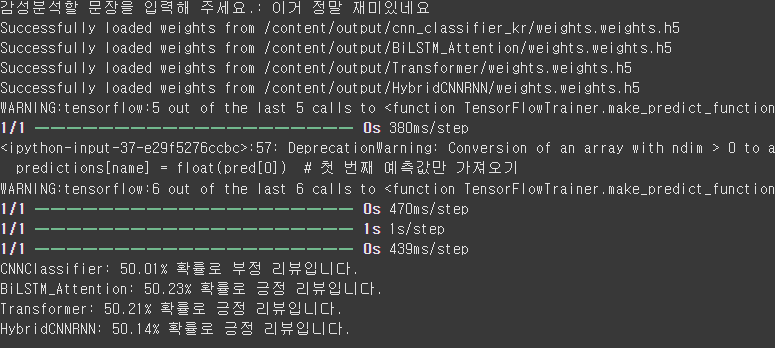 감성분석할 문장을 입력해 주세요.: 이거 정말 재미있네요
Successfully loaded weights from /content/output/cnn_classifier_kr/weights.weights.h5
Successfully loaded weights from /content/output/BiLSTM_Attention/weights.weights.h5
Successfully loaded weights from /content/output/Transformer/weights.weights.h5
Successfully loaded weights from /content/output/HybridCNNRNN/weights.weights.h5
WARNING:tensorflow:5 out of the last 5 calls to <function TensorFlowTrainer.make_predict_function
1/1 ━━━━━━━━━━━━━━━━━━━━ 0s 380ms/step
<ipython-input-37-e29f5276ccbc>:57: DeprecationWarning: Conversion of an array with ndim > 0 to a
predictions[name] = float(pred[0])  # 첫 번째 예측값만 가져오기
WARNING:tensorflow:6 out of the last 6 calls to <function TensorFlowTrainer.make_predict_function
1/1 ━━━━━━━━━━━━━━━━━━━━ 0s 470ms/step
1/1 ━━━━━━━━━━━━━━━━━━━━ 1s 1s/step
1/1 ━━━━━━━━━━━━━━━━━━━━ 0s 439ms/step
CNNClassifier: 50.01% 확률로 부정 리뷰입니다.
BiLSTM_Attention: 50.23% 확률로 긍정 리뷰입니다.
Transformer: 50.21% 확률로 긍정 리뷰입니다.
HybridCNNRNN: 50.14% 확률로 긍정 리뷰입니다.